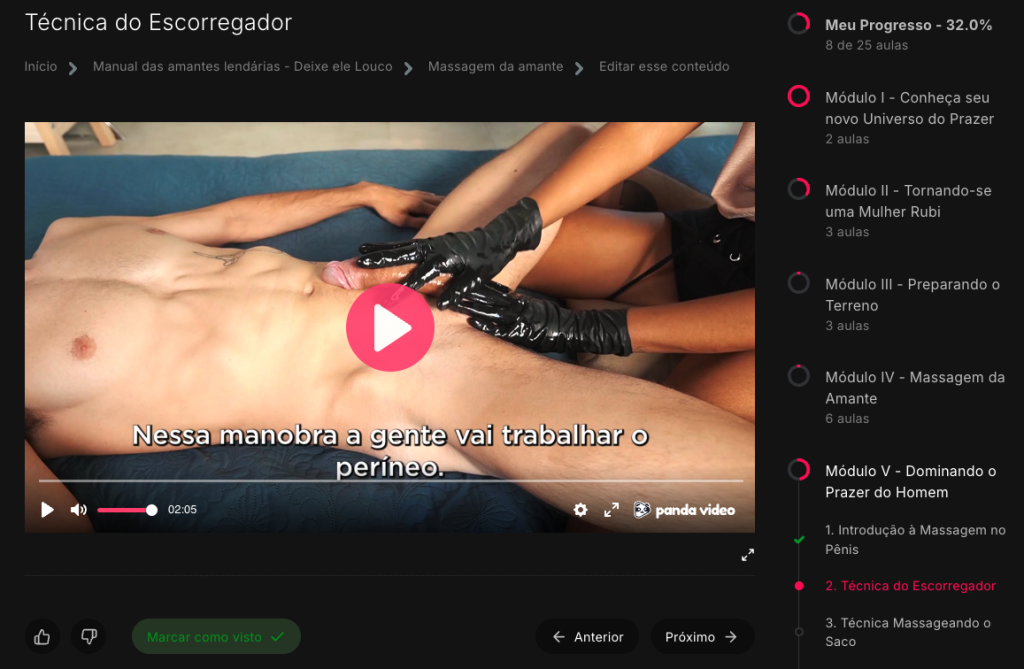 Técnica do Escorregador
Início
Manual das amantes lendárias - Deixe ele Louco
Massagem da amante
Editar esse conteúdo
Nessa manobra a gente vai trabalhar o
períneo.
02:05
panda video
Marcar como visto
Anterior
Próximo
Meu Progresso - 32.0%
8 de 25 aulas
Módulo I - Conheça seu
novo Universo do Prazer
2 aulas
Módulo II - Tornando-se
uma Mulher Rubi
3 aulas
Módulo III - Preparando o
Terreno
3 aulas
Módulo IV - Massagem da
Amante
6 aulas
Módulo V - Dominando o
Prazer do Homem
1. Introdução à Massagem no
Pênis
2. Técnica do Escorregador
3. Técnica Massageando o
Saco